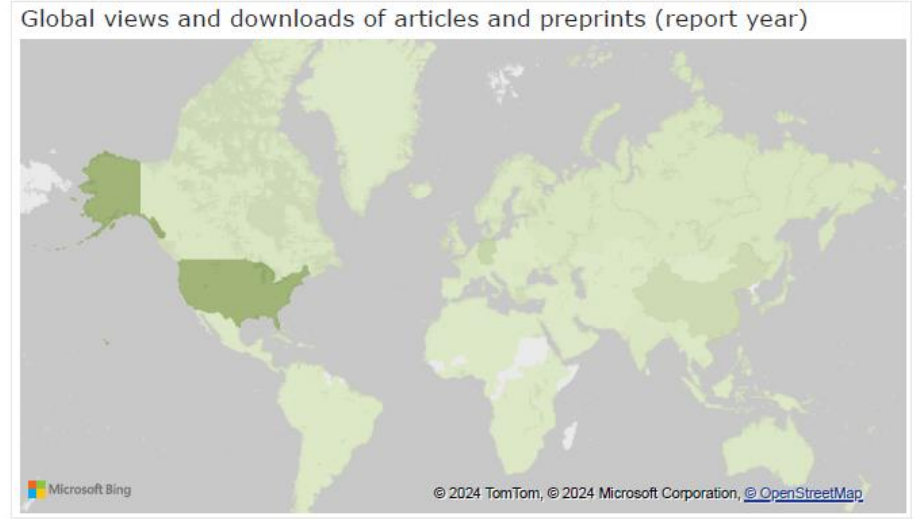 Global views and downloads of articles and preprints (report year)
Microsoft Bing
© 2024 TomTom, © 2024 Microsoft Corporation, © OpenStreetMap